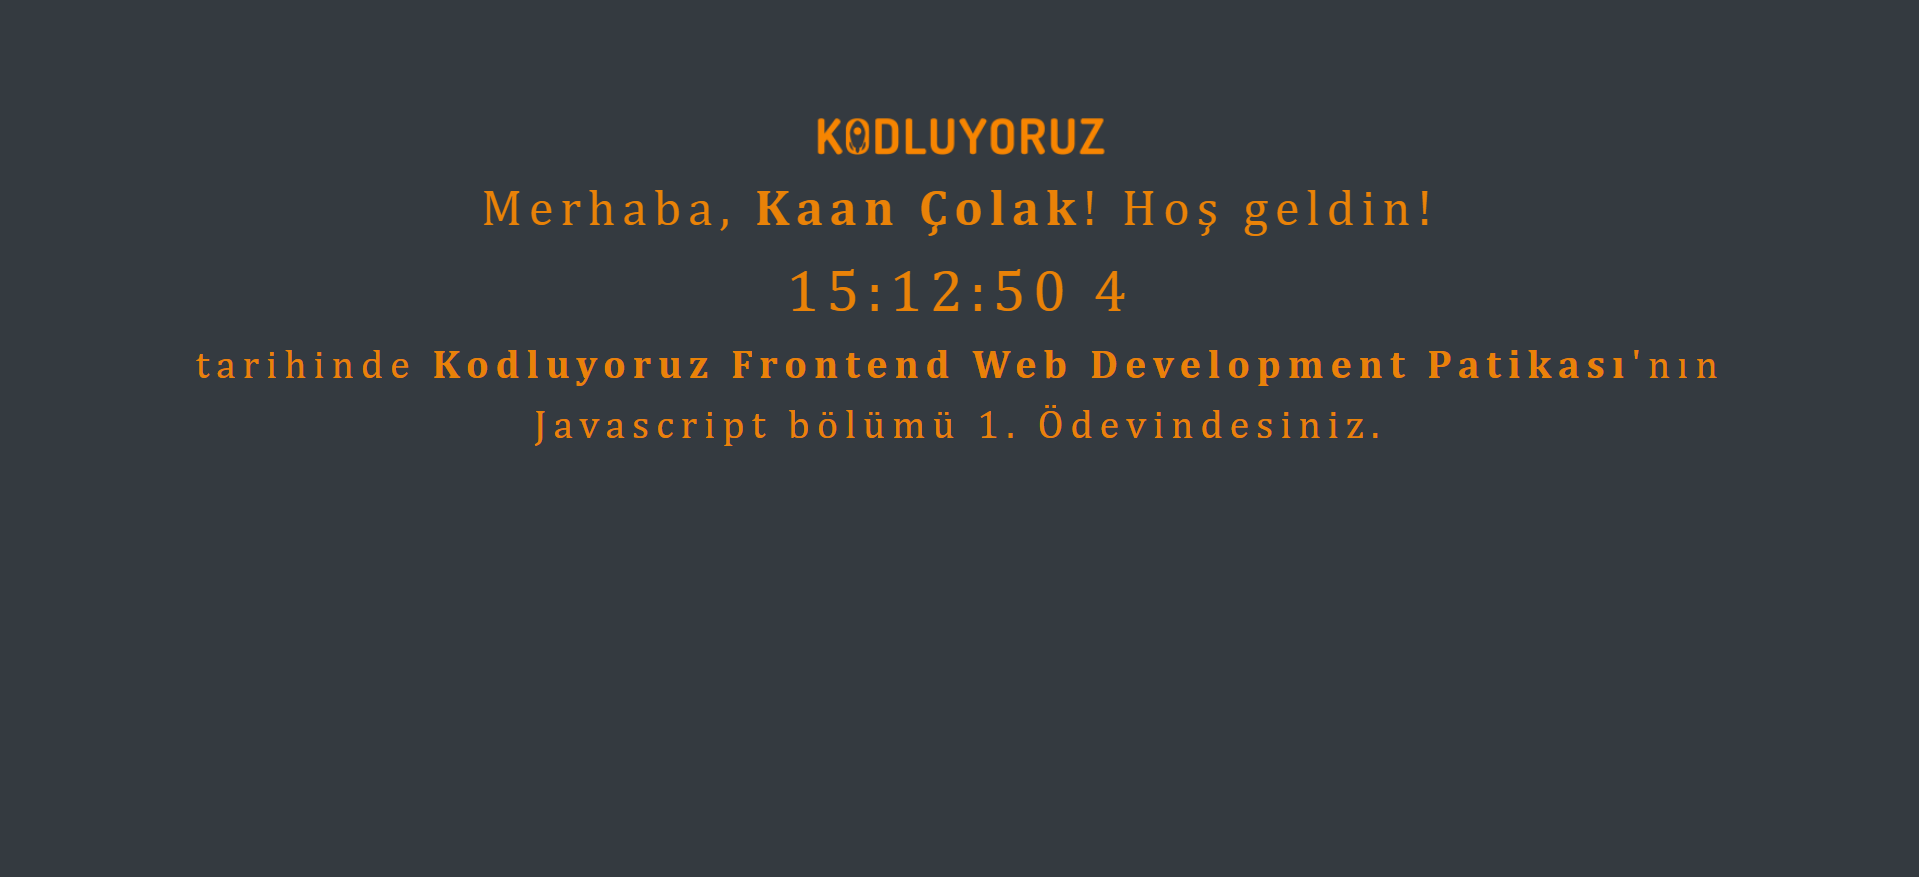 KODLUYORUZ
Merhaba, Kaan Çolak! Hoş geldin!
15:12:50 4
tarihinde Kodluyoruz Frontend Web Development Patikası'nın
Javascript bölümü 1. Ödevindesiniz.